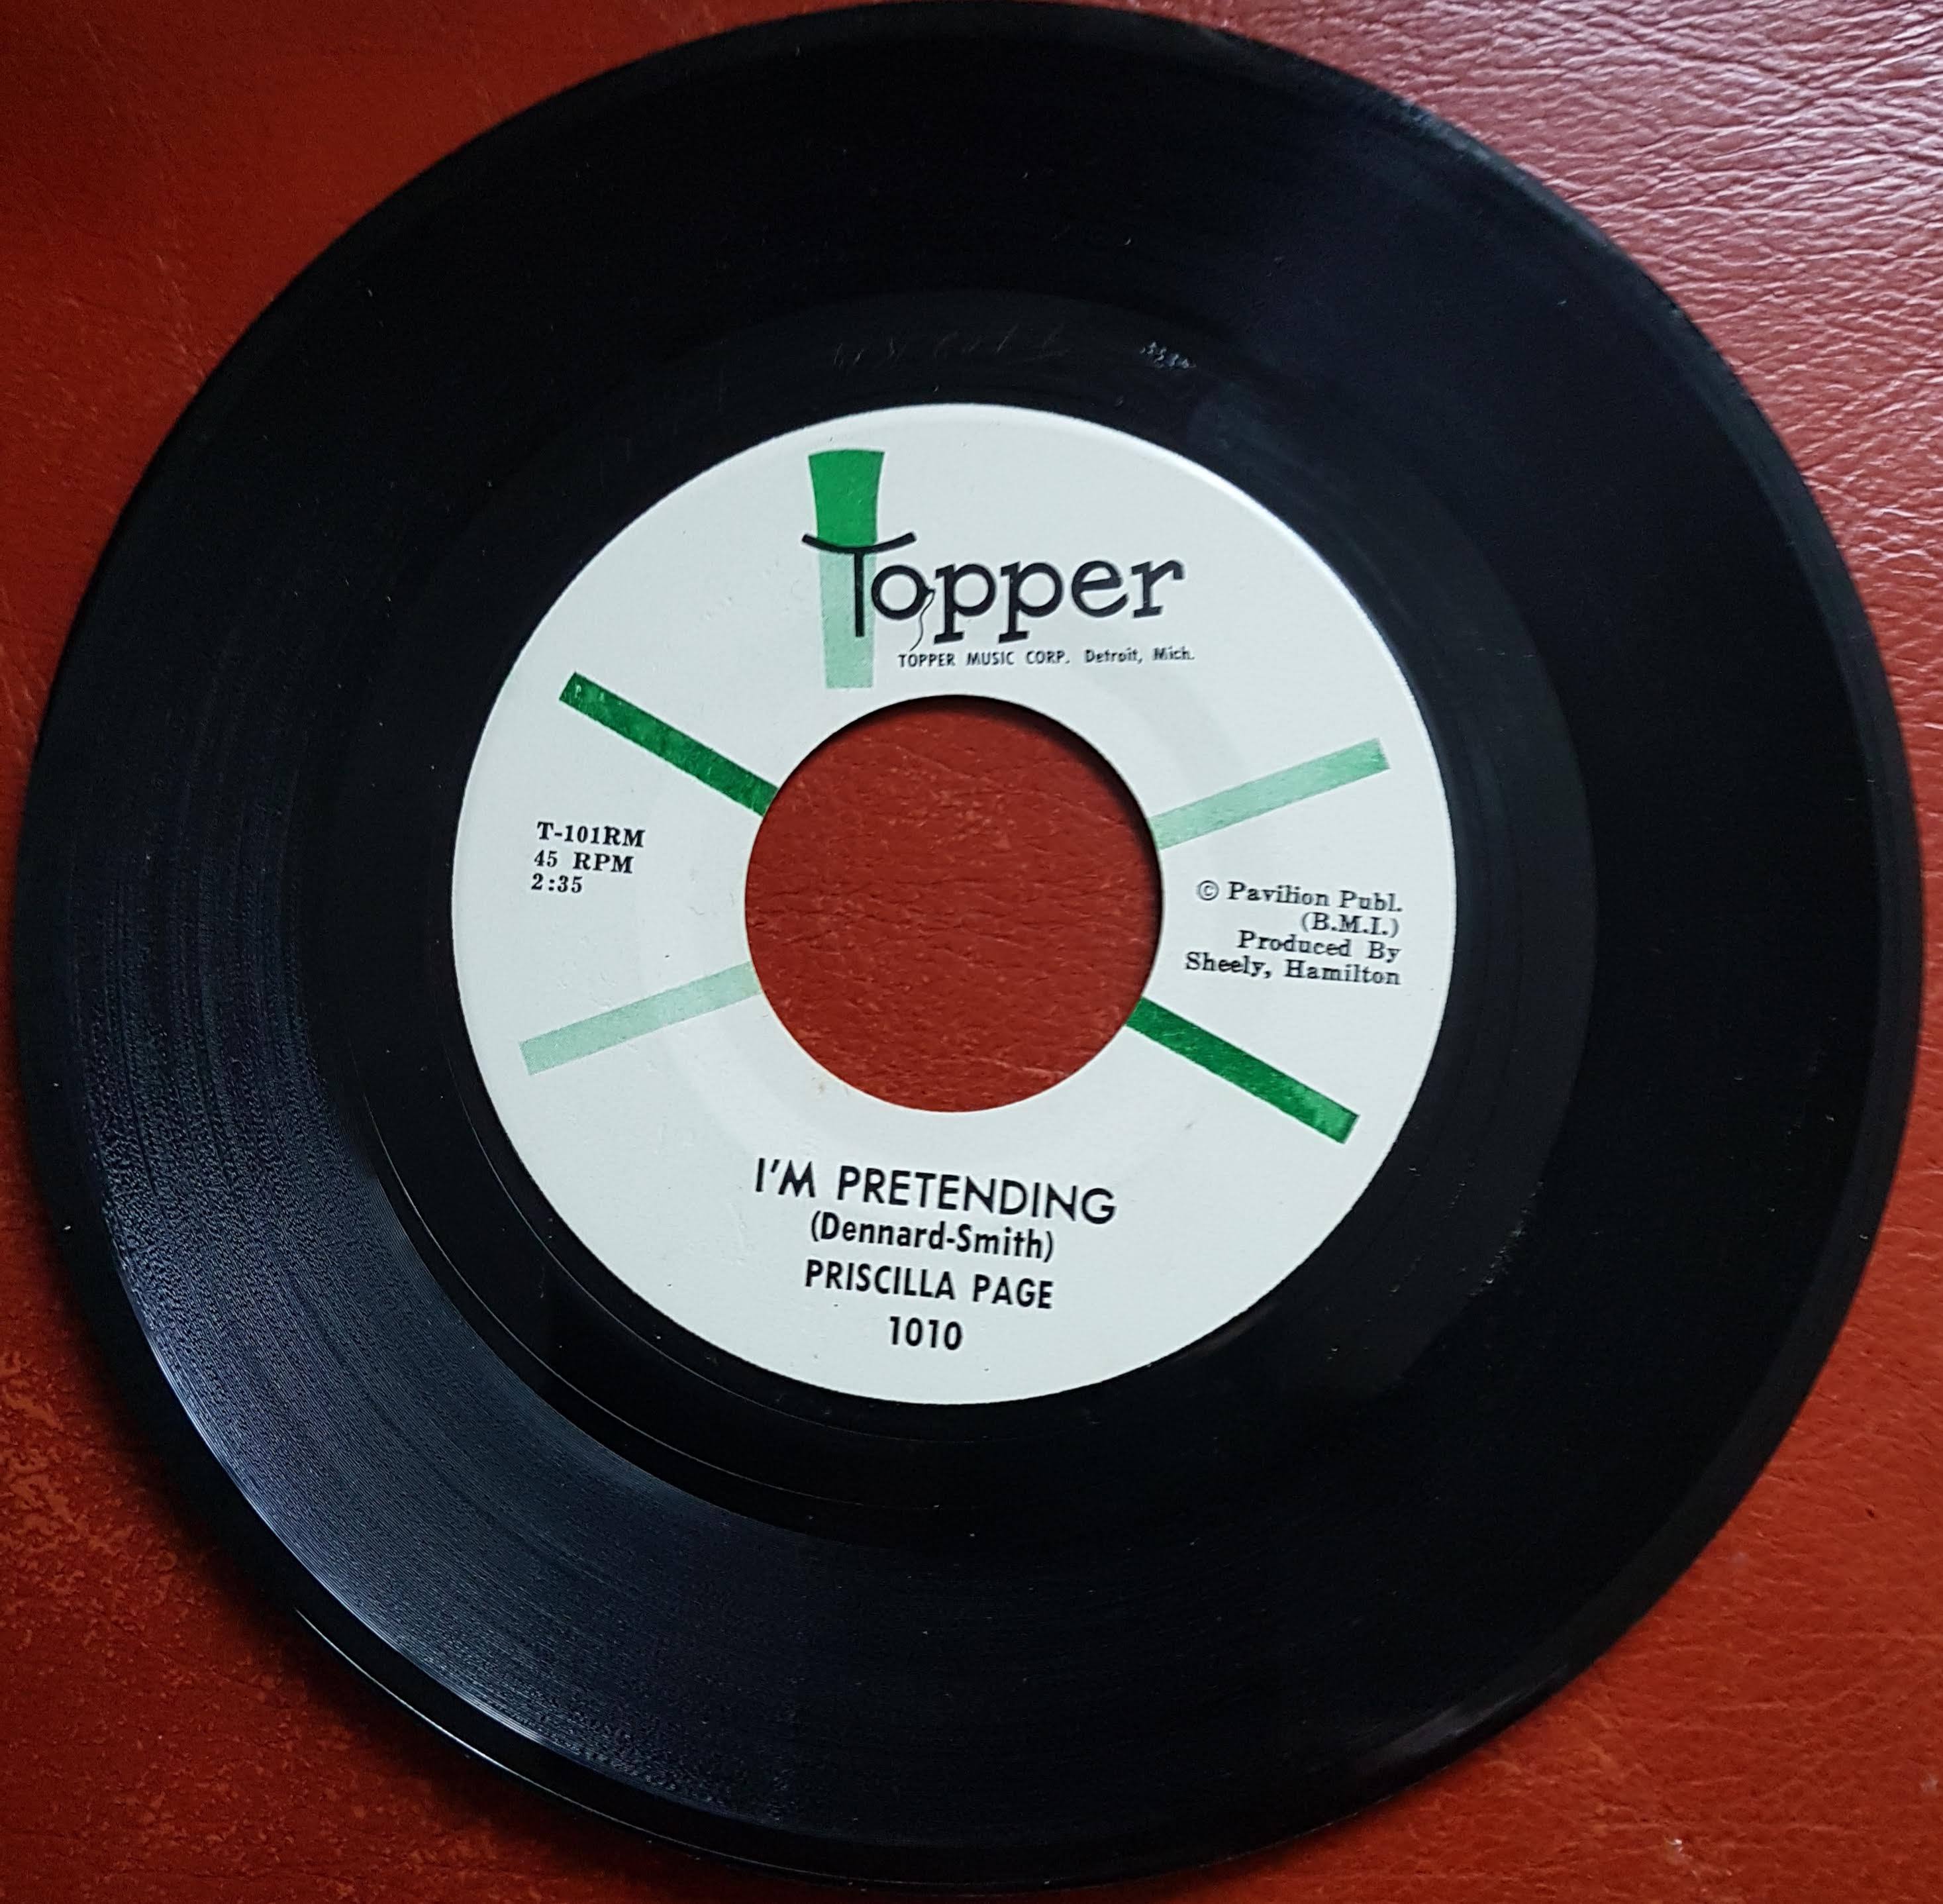 Topper
TOPPER MUSIC CORP. Detroit, Mich.
T-101RM
45 RPM
2:35
© Pavilion Publ.
(B.M.I.)
Produced By
Sheely, Hamilton
I'M PRETENDING
(Dennard-Smith)
PRISCILLA PAGE
1010